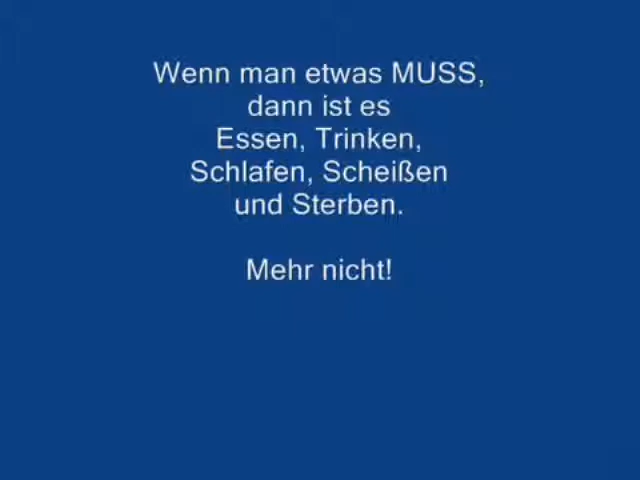 Wenn man etwas MUSS,
dann ist es
Essen, Trinken,
Schlafen, Scheißen
und Sterben.
Mehr nicht!